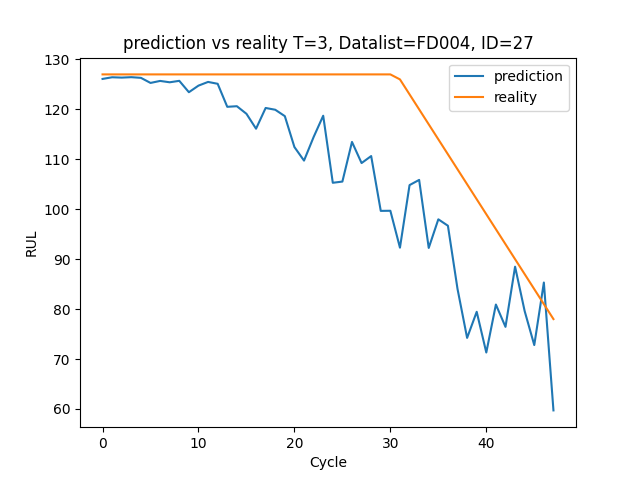 prediction vs reality T=3, Datalist=FD004, ID=27
prediction
reality
130
120
110
100
90
80
70
60
RUL
0 10 20 30 40
Cycle